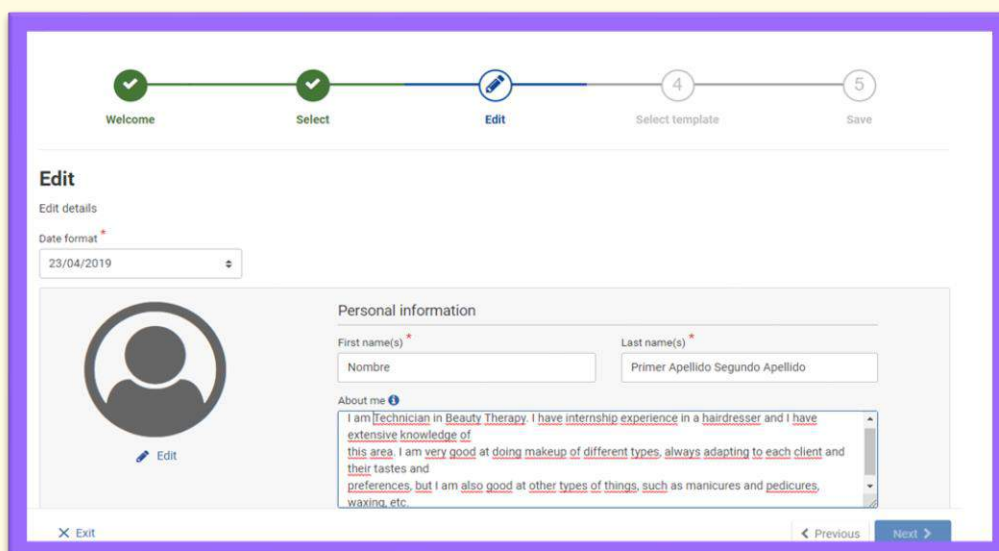 4 5
Welcome Select Edit Select template Save
Edit
Edit details
Date format *
23/04/2019
Personal information
First name(s) * Last name(s) *
Nombre Primer Apellido Segundo Apellido
About me
I am Technician in Beauty Therapy. I have internship experience in a hairdresser and I have
extensive knowledge of
this area. I am very good at doing makeup of different types, always adapting to each client and
their tastes and
preferences, but I am also good at other types of things, such as manicures and pedicures,
waxing, etc.
Edit
Exit Previous Next